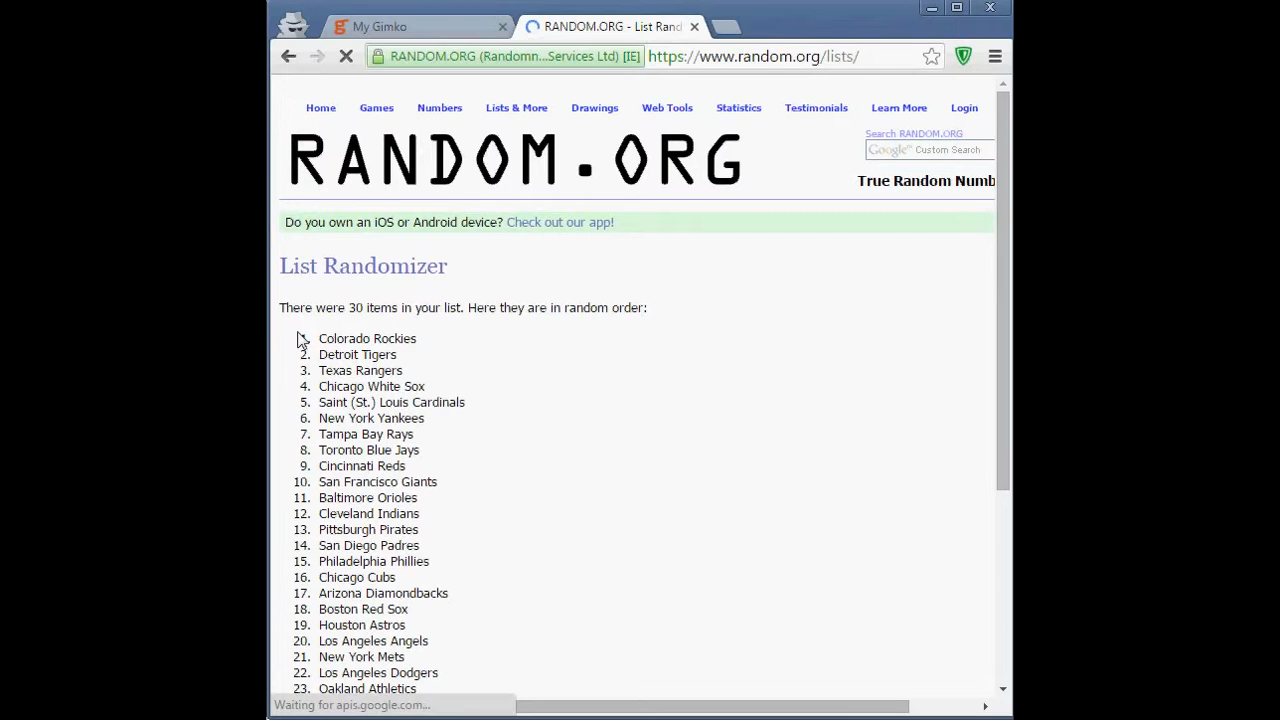 My Gimko
RANDOM.ORG - List Rand
RANDOM.ORG (Randomn...Services Ltd) [IE]
https://www.random.org/lists/
Home Games Numbers Lists & More Drawings Web Tools Statistics Testimonials Learn More Login
RANDOM.ORG
Search RANDOM.ORG
Google Custom Search
True Random Numb
Do you own an iOS or Android device? Check out our app!
List Randomizer
There were 30 items in your list. Here they are in random order:
Colorado Rockies
2. Detroit Tigers
3. Texas Rangers
4. Chicago White Sox
5. Saint (St.) Louis Cardinals
6. New York Yankees
7. Tampa Bay Rays
8. Toronto Blue Jays
9. Cincinnati Reds
10. San Francisco Giants
11. Baltimore Orioles
12. Cleveland Indians
13. Pittsburgh Pirates
14. San Diego Padres
15. Philadelphia Phillies
16. Chicago Cubs
17. Arizona Diamondbacks
18. Boston Red Sox
19. Houston Astros
20. Los Angeles Angels
21. New York Mets
22. Los Angeles Dodgers
23. Oakland Athletics
Waiting for apis.google.com...